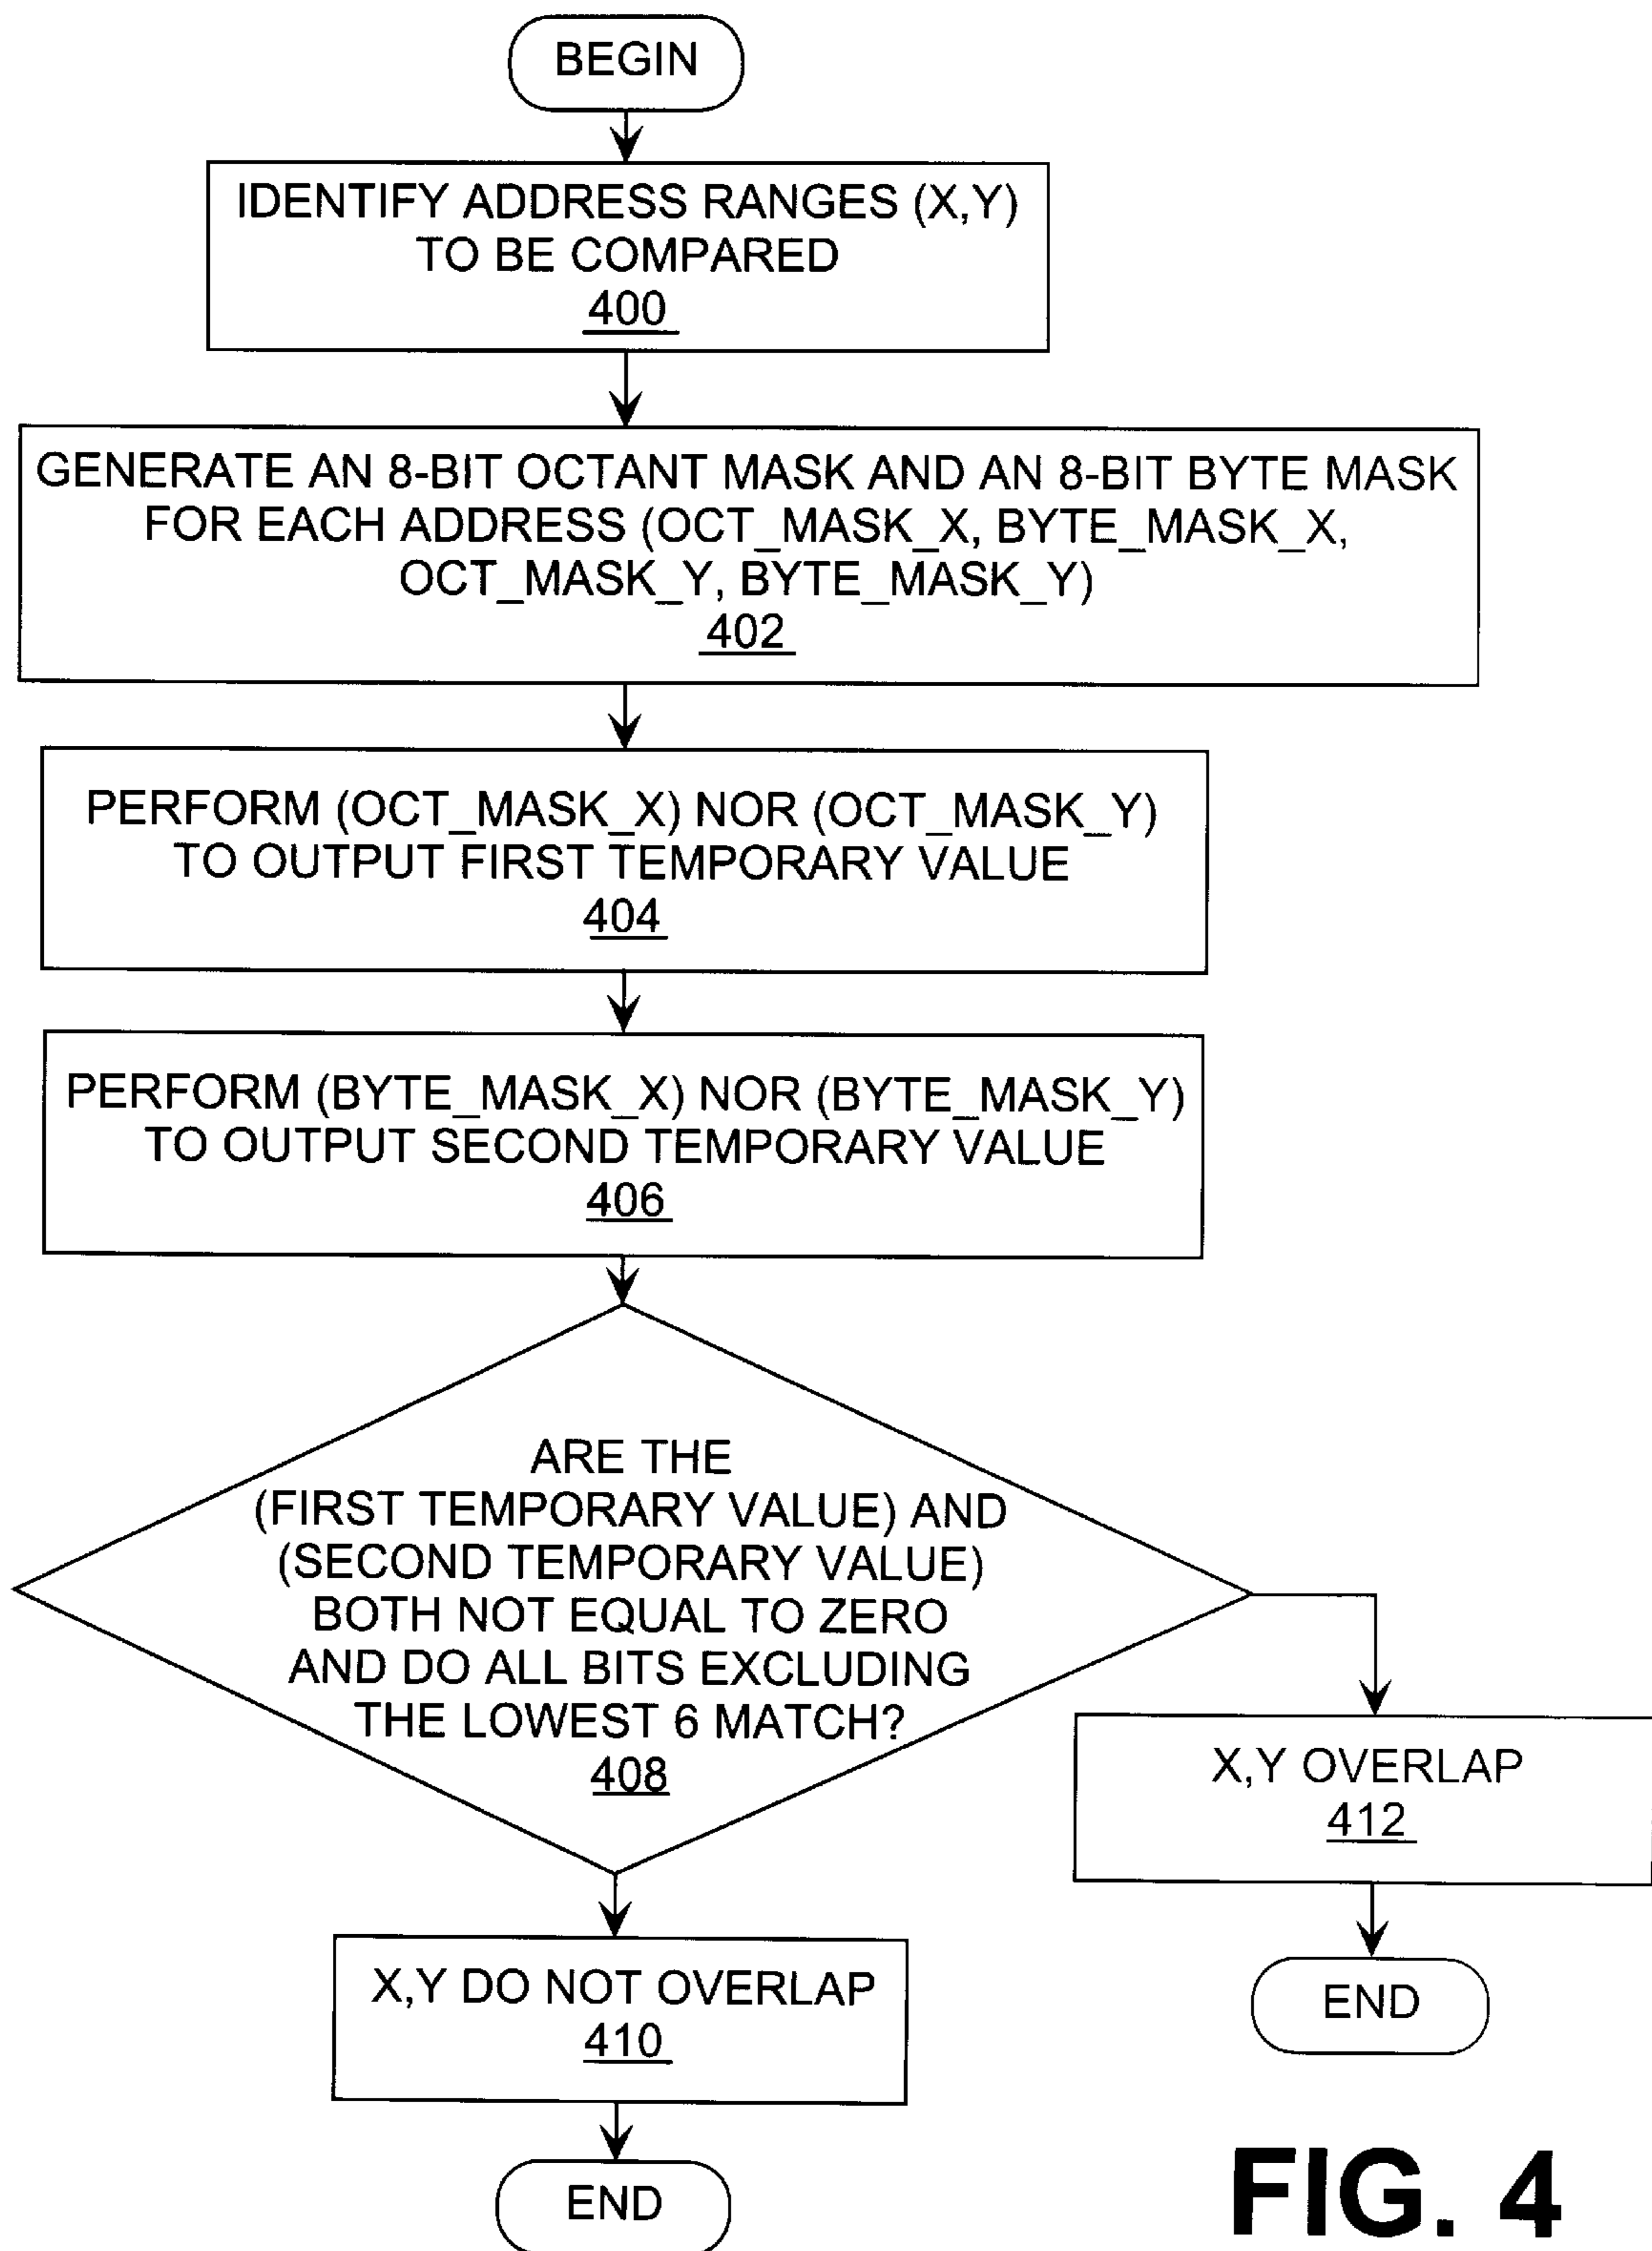 BEGIN
IDENTIFY ADDRESS RANGES (X,Y)
TO BE COMPARED
400
GENERATE AN 8-BIT OCTANT MASK AND AN 8-BIT BYTE MASK
FOR EACH ADDRESS (OCT_MASK_X, BYTE_MASK_X,
OCT_MASK_Y, BYTE_MASK_Y)
402
PERFORM (OCT_MASK_X) NOR (OCT_MASK_Y)
TO OUTPUT FIRST TEMPORARY VALUE
404
PERFORM (BYTE_MASK_X) NOR (BYTE_MASK_Y)
TO OUTPUT SECOND TEMPORARY VALUE
406
ARE THE
(FIRST TEMPORARY VALUE) AND
(SECOND TEMPORARY VALUE)
BOTH NOT EQUAL TO ZERO
AND DO ALL BITS EXCLUDING
THE LOWEST 6 MATCH?
408
X,Y OVERLAP
412
END
X,Y DO NOT OVERLAP
410
END
FIG. 4